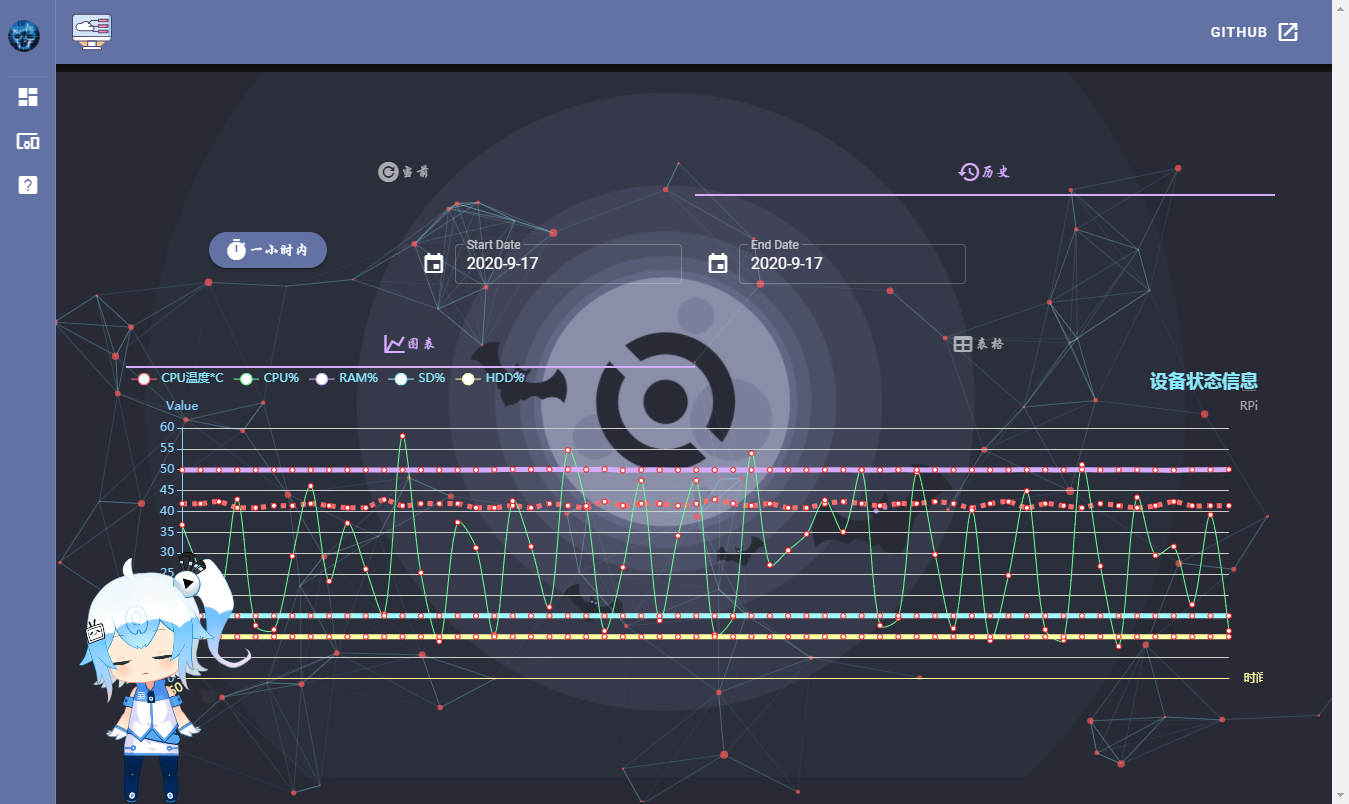 GITHUB
当前
历史
一小时内
Start Date
2020-9-17
End Date
2020-9-17
图表
表格
CPU温度*C
CPU%
RAM%
SD%
HDD%
设备状态信息
RPi
Value
60
55
50
45
40
35
30
25
时间